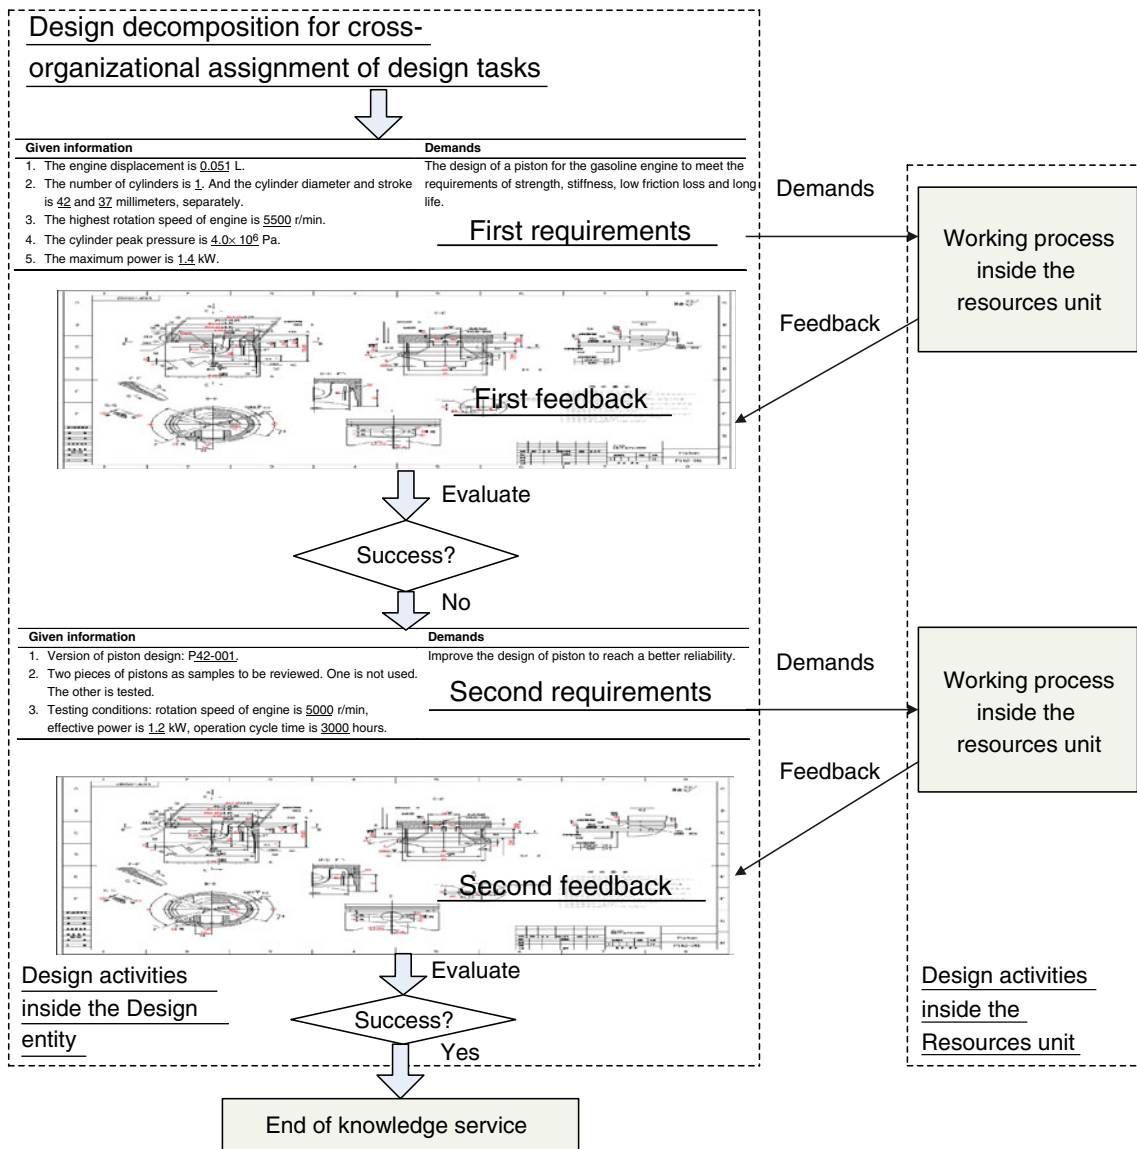 Design decomposition for cross-
organizational assignment of design tasks
Given information
Demands
1. The engine displacement is 0.051 L.
2. The number of cylinders is 1. And the cylinder diameter and stroke
is 42 and 37 millimeters, separately.
3. The highest rotation speed of engine is 5500 r/min.
4. The cylinder peak pressure is 4.0× 10⁶ Pa.
5. The maximum power is 1.4 kW.
The design of a piston for the gasoline engine to meet the
requirements of strength, stiffness, low friction loss and long
life.
First requirements
Demands
Working process
inside the
resources unit
Feedback
First feedback
Piston
Evaluate
Success?
No
Given information
Demands
1. Version of piston design: P42-001.
2. Two pieces of pistons as samples to be reviewed. One is not used.
The other is tested.
3. Testing conditions: rotation speed of engine is 5000 r/min,
effective power is 1.2 kW, operation cycle time is 3000 hours.
Improve the design of piston to reach a better reliability.
Second requirements
Demands
Working process
inside the
resources unit
Feedback
Second feedback
Piston
Evaluate
Success?
Yes
Design activities
inside the Design
entity
Design activities
inside the
Resources unit
End of knowledge service